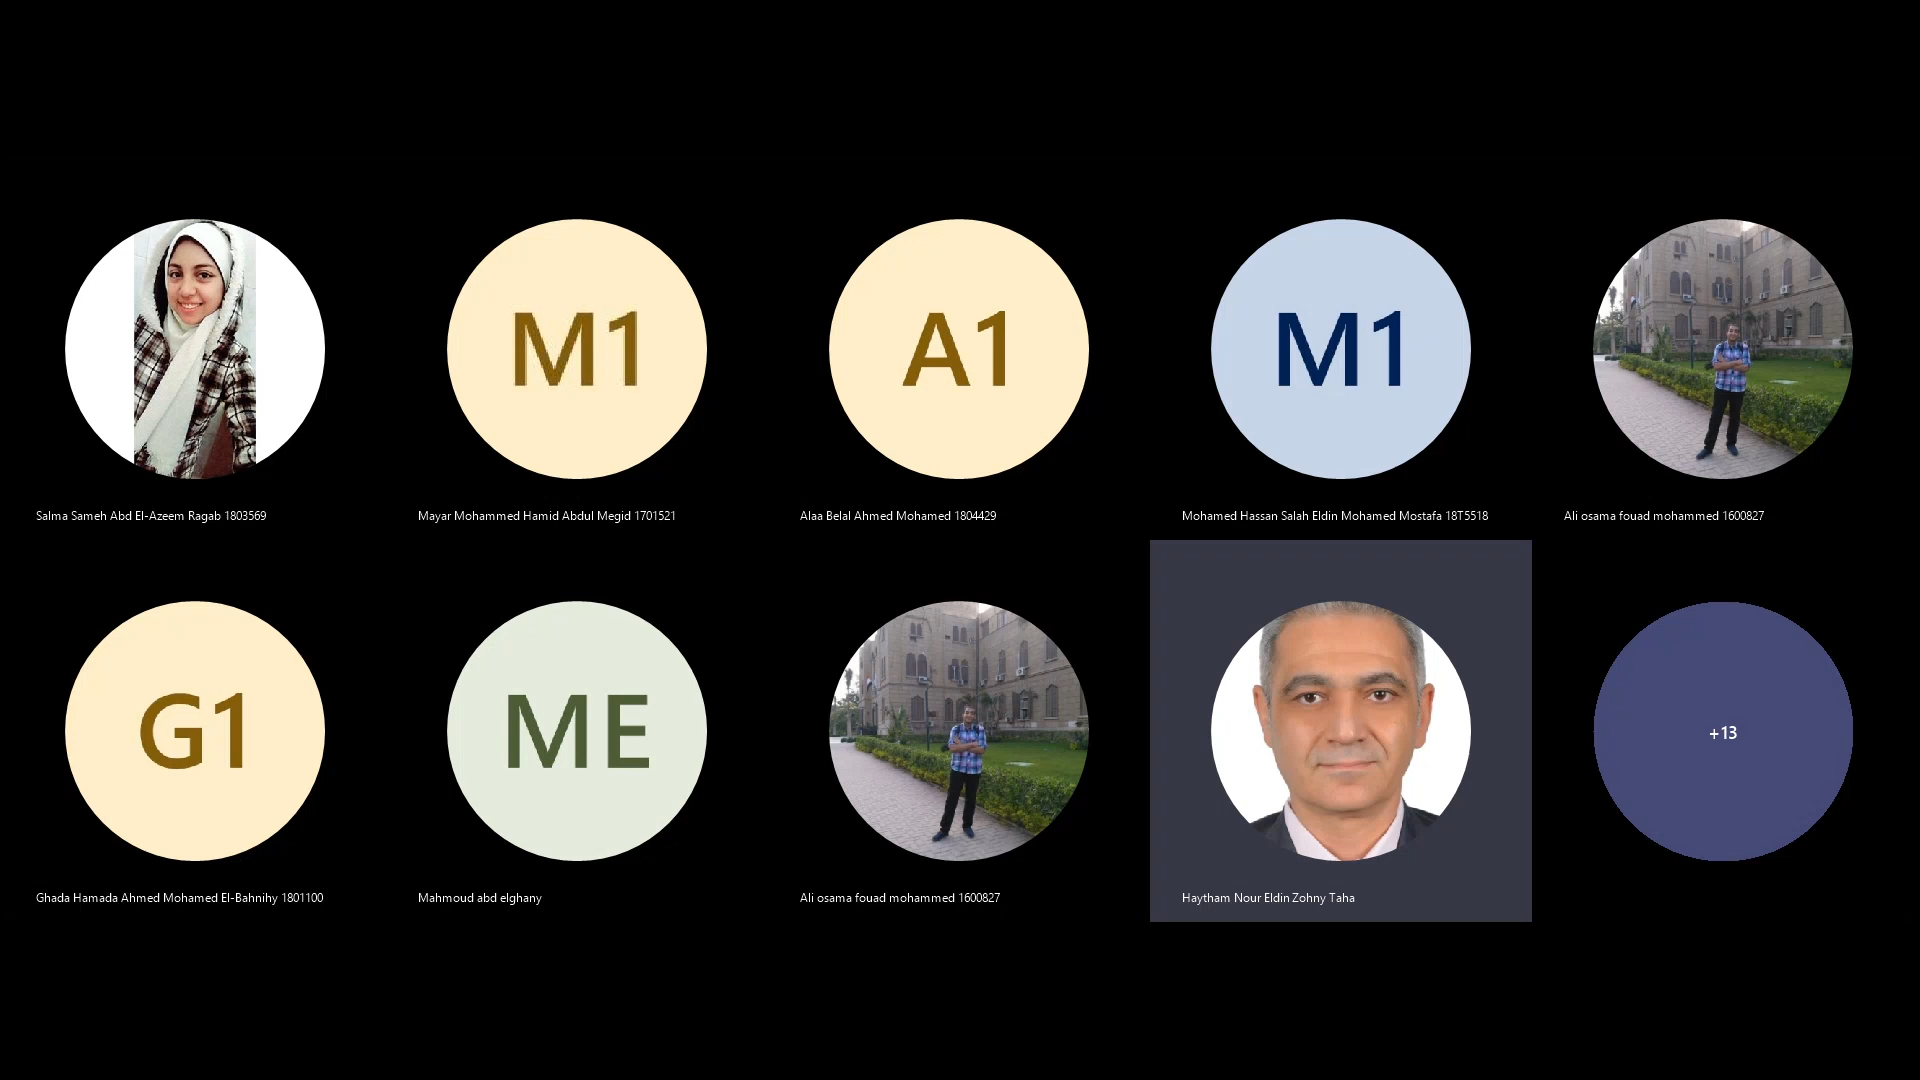 M1
A1
M1
Salma Sameh Abd El-Azeem Ragab 1803569
Mayar Mohammed Hamid Abdul Megid 1701521
Alaa Belal Ahmed Mohamed 1804429
Mohamed Hassan Salah Eldin Mohamed Mostafa 18T5518
Ali osama fouad mohammed 1600827
G1
ME
+13
Ghada Hamada Ahmed Mohamed El-Bahnihy 1801100
Mahmoud abd elghany
Ali osama fouad mohammed 1600827
Haytham Nour Eldin Zohny Taha